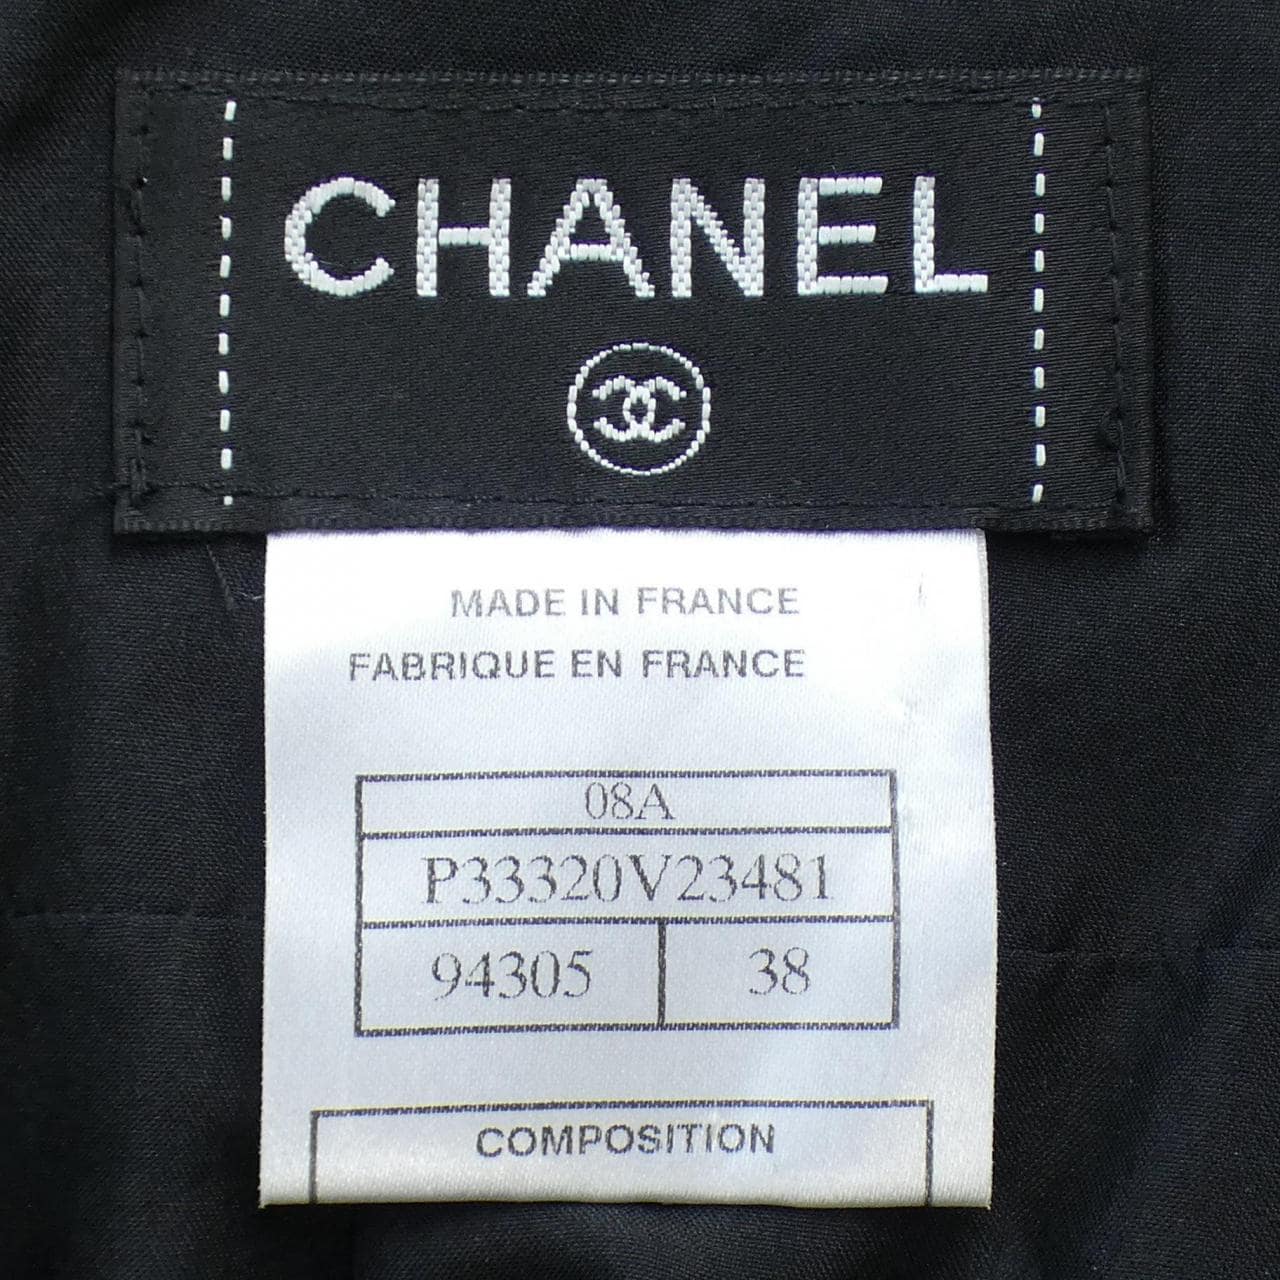 CHANEL
MADE IN FRANCE
FABRIQUE EN FRANCE
08A
P33320V23481
94305 38
COMPOSITION